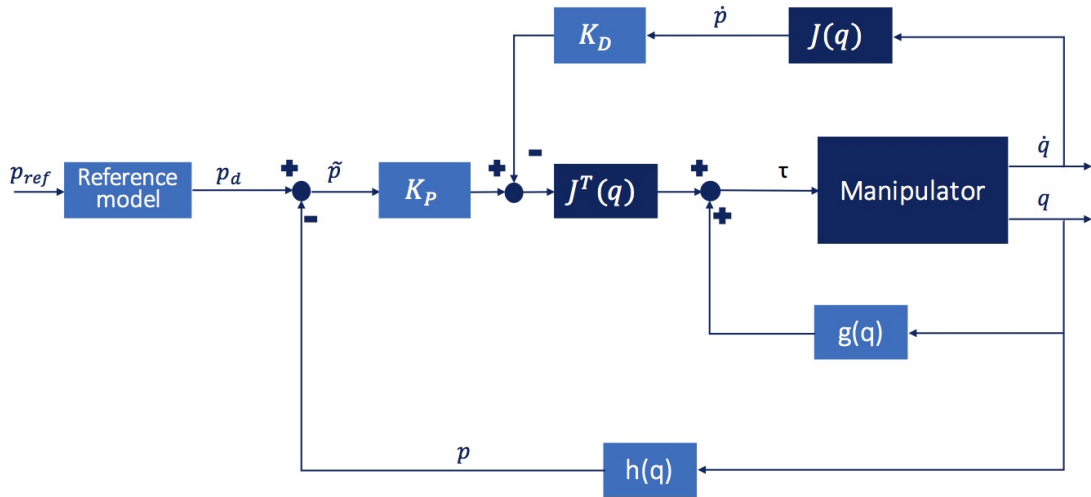 K_D
ṗ
J(q)
p_ref
Reference
model
p_d
+
-
p̃
K_P
+
-
J^T(q)
+
+
τ
Manipulator
q̇
q
g(q)
p
h(q)